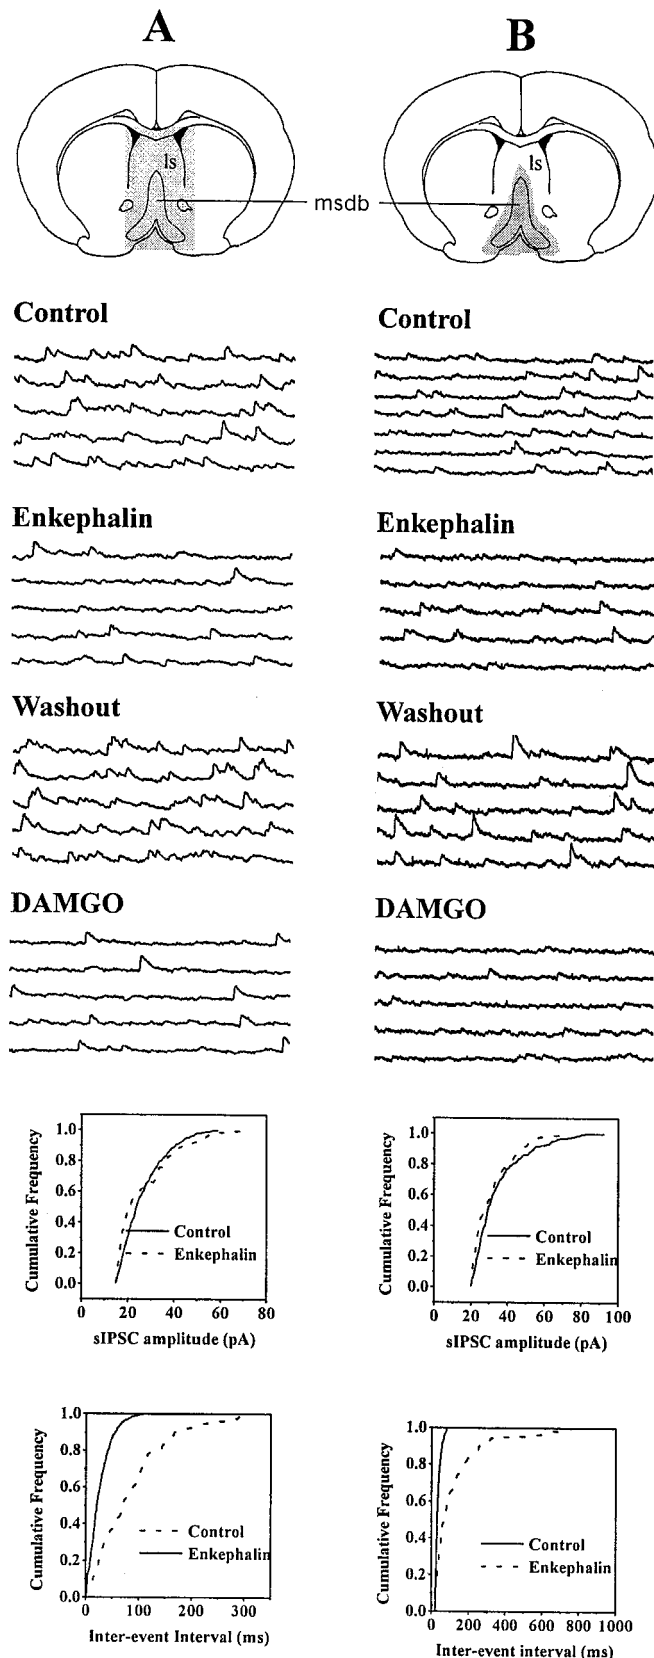 A
B
ls
ls
msdb
Control
Control
Enkephalin
Enkephalin
Washout
Washout
DAMGO
DAMGO
Cumulative Frequency
1.0
0.8
0.6
0.4
0.2
0.0
Control
Enkephalin
0 20 40 60 80
sIPSC amplitude (pA)
Cumulative Frequency
1.0
0.8
0.6
0.4
0.2
0.0
Control
Enkephalin
0 20 40 60 80 100
sIPSC amplitude (pA)
Cumulative Frequency
1.0
0.8
0.6
0.4
0.2
0.0
Control
Enkephalin
0 100 200 300
Inter-event Interval (ms)
Cumulative Frequency
1.0
0.8
0.6
0.4
0.2
0.0
Control
Enkephalin
0 200 400 600 800 1000
Inter-event interval (ms)